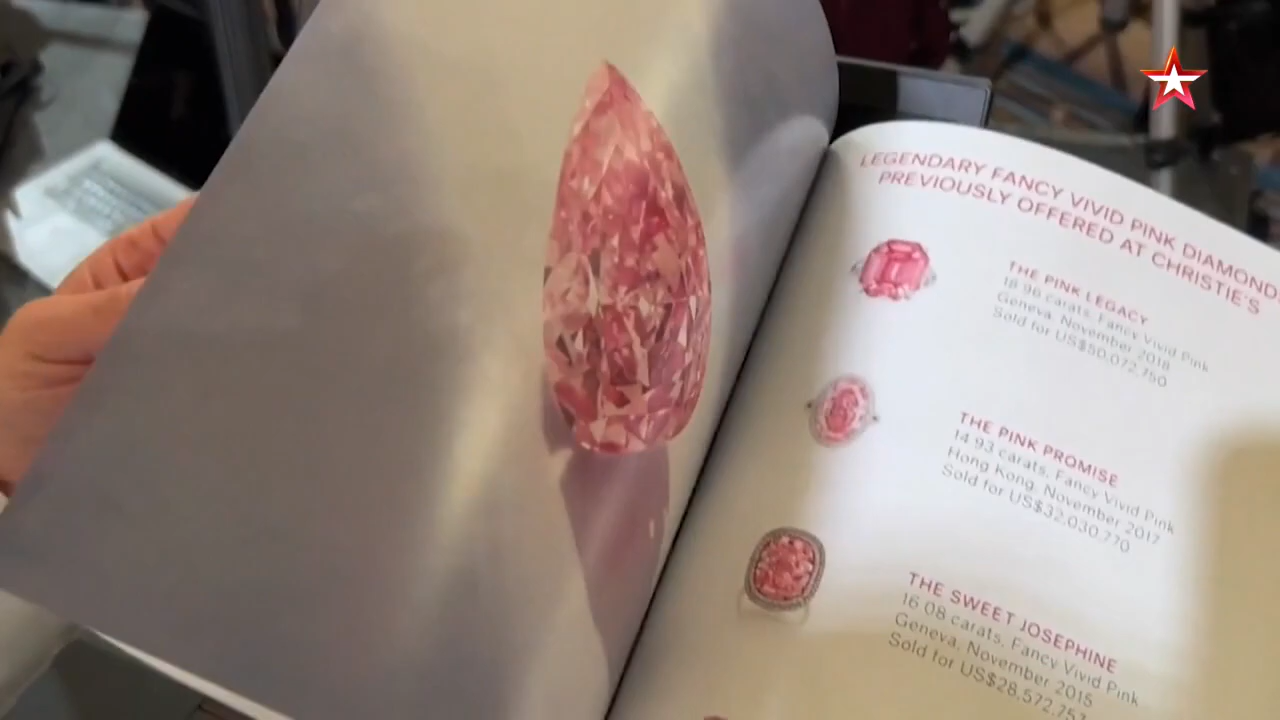 LEGENDARY FANCY VIVID PINK DIAMOND
PREVIOUSLY OFFERED AT CHRISTIE'S
THE PINK LEGACY
18.96 carats, Fancy Vivid Pink
Geneva, November 2018
Sold for US$50,072,750
THE PINK PROMISE
14.93 carats, Fancy Vivid Pink
Hong Kong, November 2017
Sold for US$32,030,770
THE SWEET JOSEPHINE
16.08 carats, Fancy Vivid Pink
Geneva, November 2015
Sold for US$28,572,753